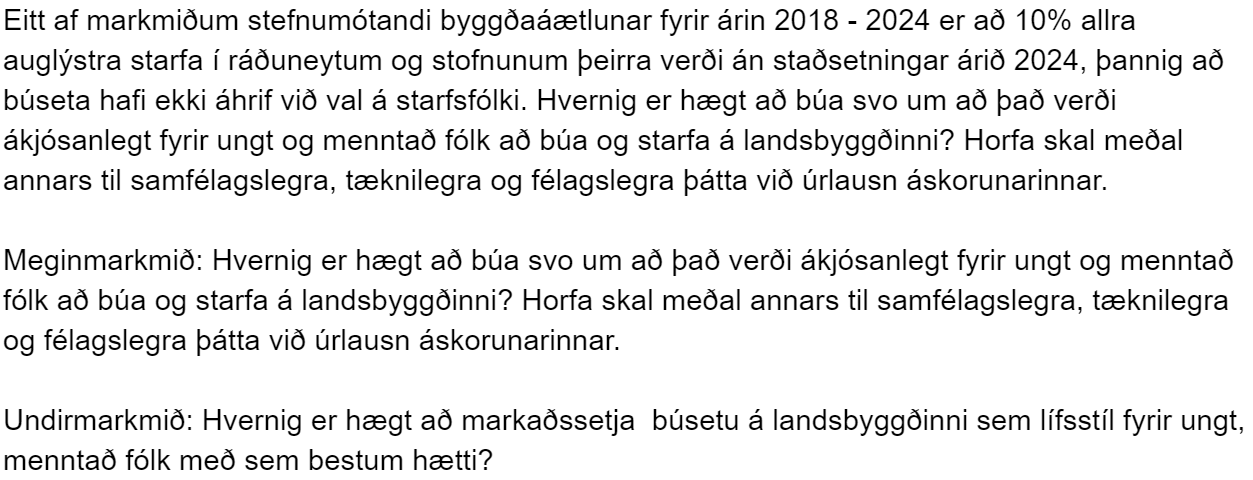 Eitt af markmiðum stefnumótandi byggðaáætlunar fyrir árin 2018 - 2024 er að 10% allra
auglýstra starfa í ráðuneytum og stofnunum þeirra verði án staðsetningar árið 2024, þannig að
búseta hafi ekki áhrif við val á starfsfólki. Hvernig er hægt að búa svo um að það verði
ákjósanlegt fyrir ungt og menntað fólk að búa og starfa á landsbyggðinni? Horfa skal meðal
annars til samfélagslegra, tæknilegra og félagslegra þátta við úrlausn áskorunarinnar.
Meginmarkmið: Hvernig er hægt að búa svo um að það verði ákjósanlegt fyrir ungt og menntað
fólk að búa og starfa á landsbyggðinni? Horfa skal meðal annars til samfélagslegra, tæknilegra
og félagslegra þátta við úrlausn áskorunarinnar.
Undirmarkmið: Hvernig er hægt að markaðssetja  búsetu á landsbyggðinni sem lífsstíl fyrir ungt,
menntað fólk með sem bestum hætti?